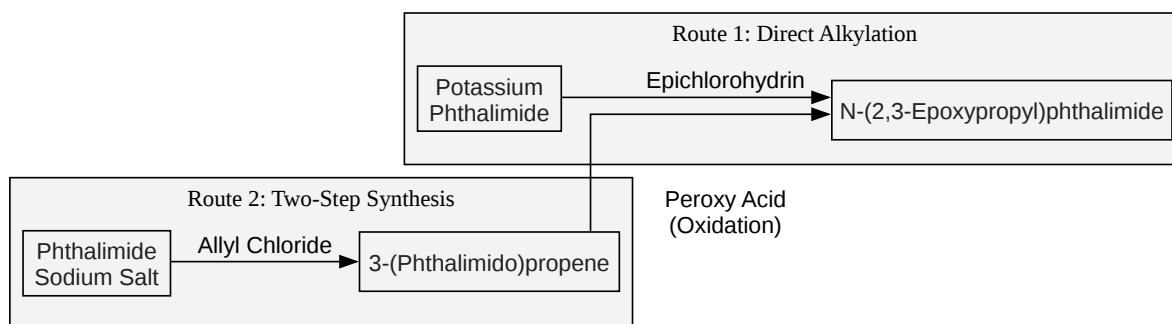 Route 1: Direct Alkylation
Potassium
Phthalimide
Epichlorohydrin
N-(2,3-Epoxypropyl)phthalimide
Route 2: Two-Step Synthesis
Phthalimide
Sodium Salt
Allyl Chloride
3-(Phthalimido)propene
Peroxy Acid
(Oxidation)